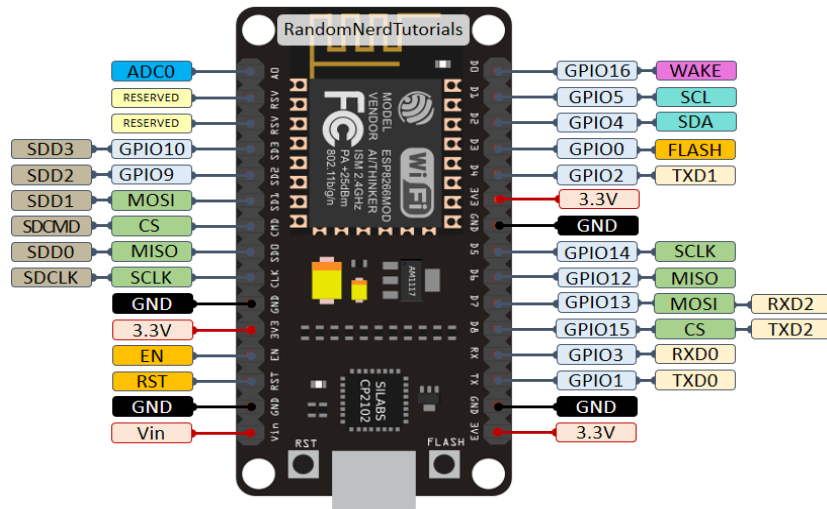 RandomNerdTutorials
ADC0 A0 D0 GPIO16 WAKE
RESERVED RSV D1 GPIO5 SCL
RESERVED RSV D2 GPIO4 SDA
SDD3 GPIO10 SD3 D3 GPIO0 FLASH
SDD2 GPIO9 SD2 D4 GPIO2 TXD1
SDD1 MOSI SD1 3V3 3.3V
SDCMD CS CMD GND GND
SDD0 MISO SD0 D5 GPIO14 SCLK
SDCLK SCLK CLK D6 GPIO12 MISO
GND GND D7 GPIO13 MOSI RXD2
3.3V 3V3 D8 GPIO15 CS TXD2
EN EN RX GPIO3 RXD0
RST RST TX GPIO1 TXD0
GND GND GND GND
Vin Vin 3V3 3.3V
MODEL ESP8266MOD
VENDOR AI/THINKER
ISM 2.4GHz
PA +25dBm
802.11b/g/n
FC
Wi Fi
AM1117
SILABS
CP2102
RST
FLASH